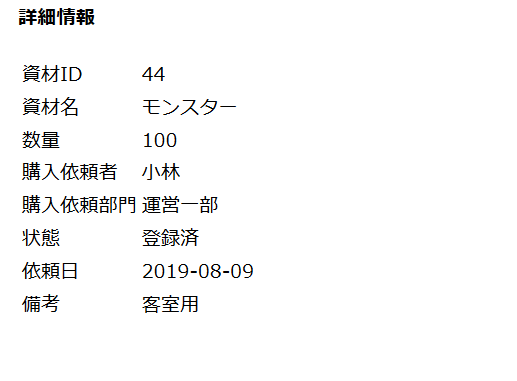 詳細情報
資材ID 44
資材名 モンスター
数量 100
購入依頼者 小林
購入依頼部門 運営一部
状態 登録済
依頼日 2019-08-09
備考 客室用